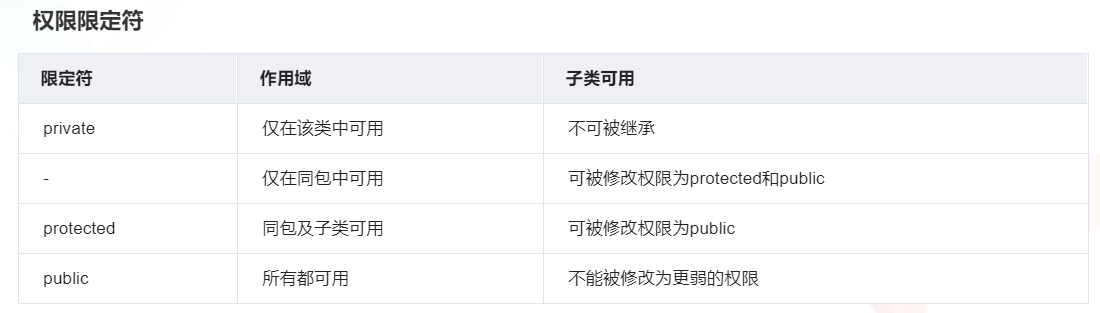 权限限定符
限定符 作用域 子类可用
private 仅在该类中可用 不可被继承
- 仅在同包中可用 可被修改权限为protected和public
protected 同包及子类可用 可被修改权限为public
public 所有都可用 不能被修改为更弱的权限